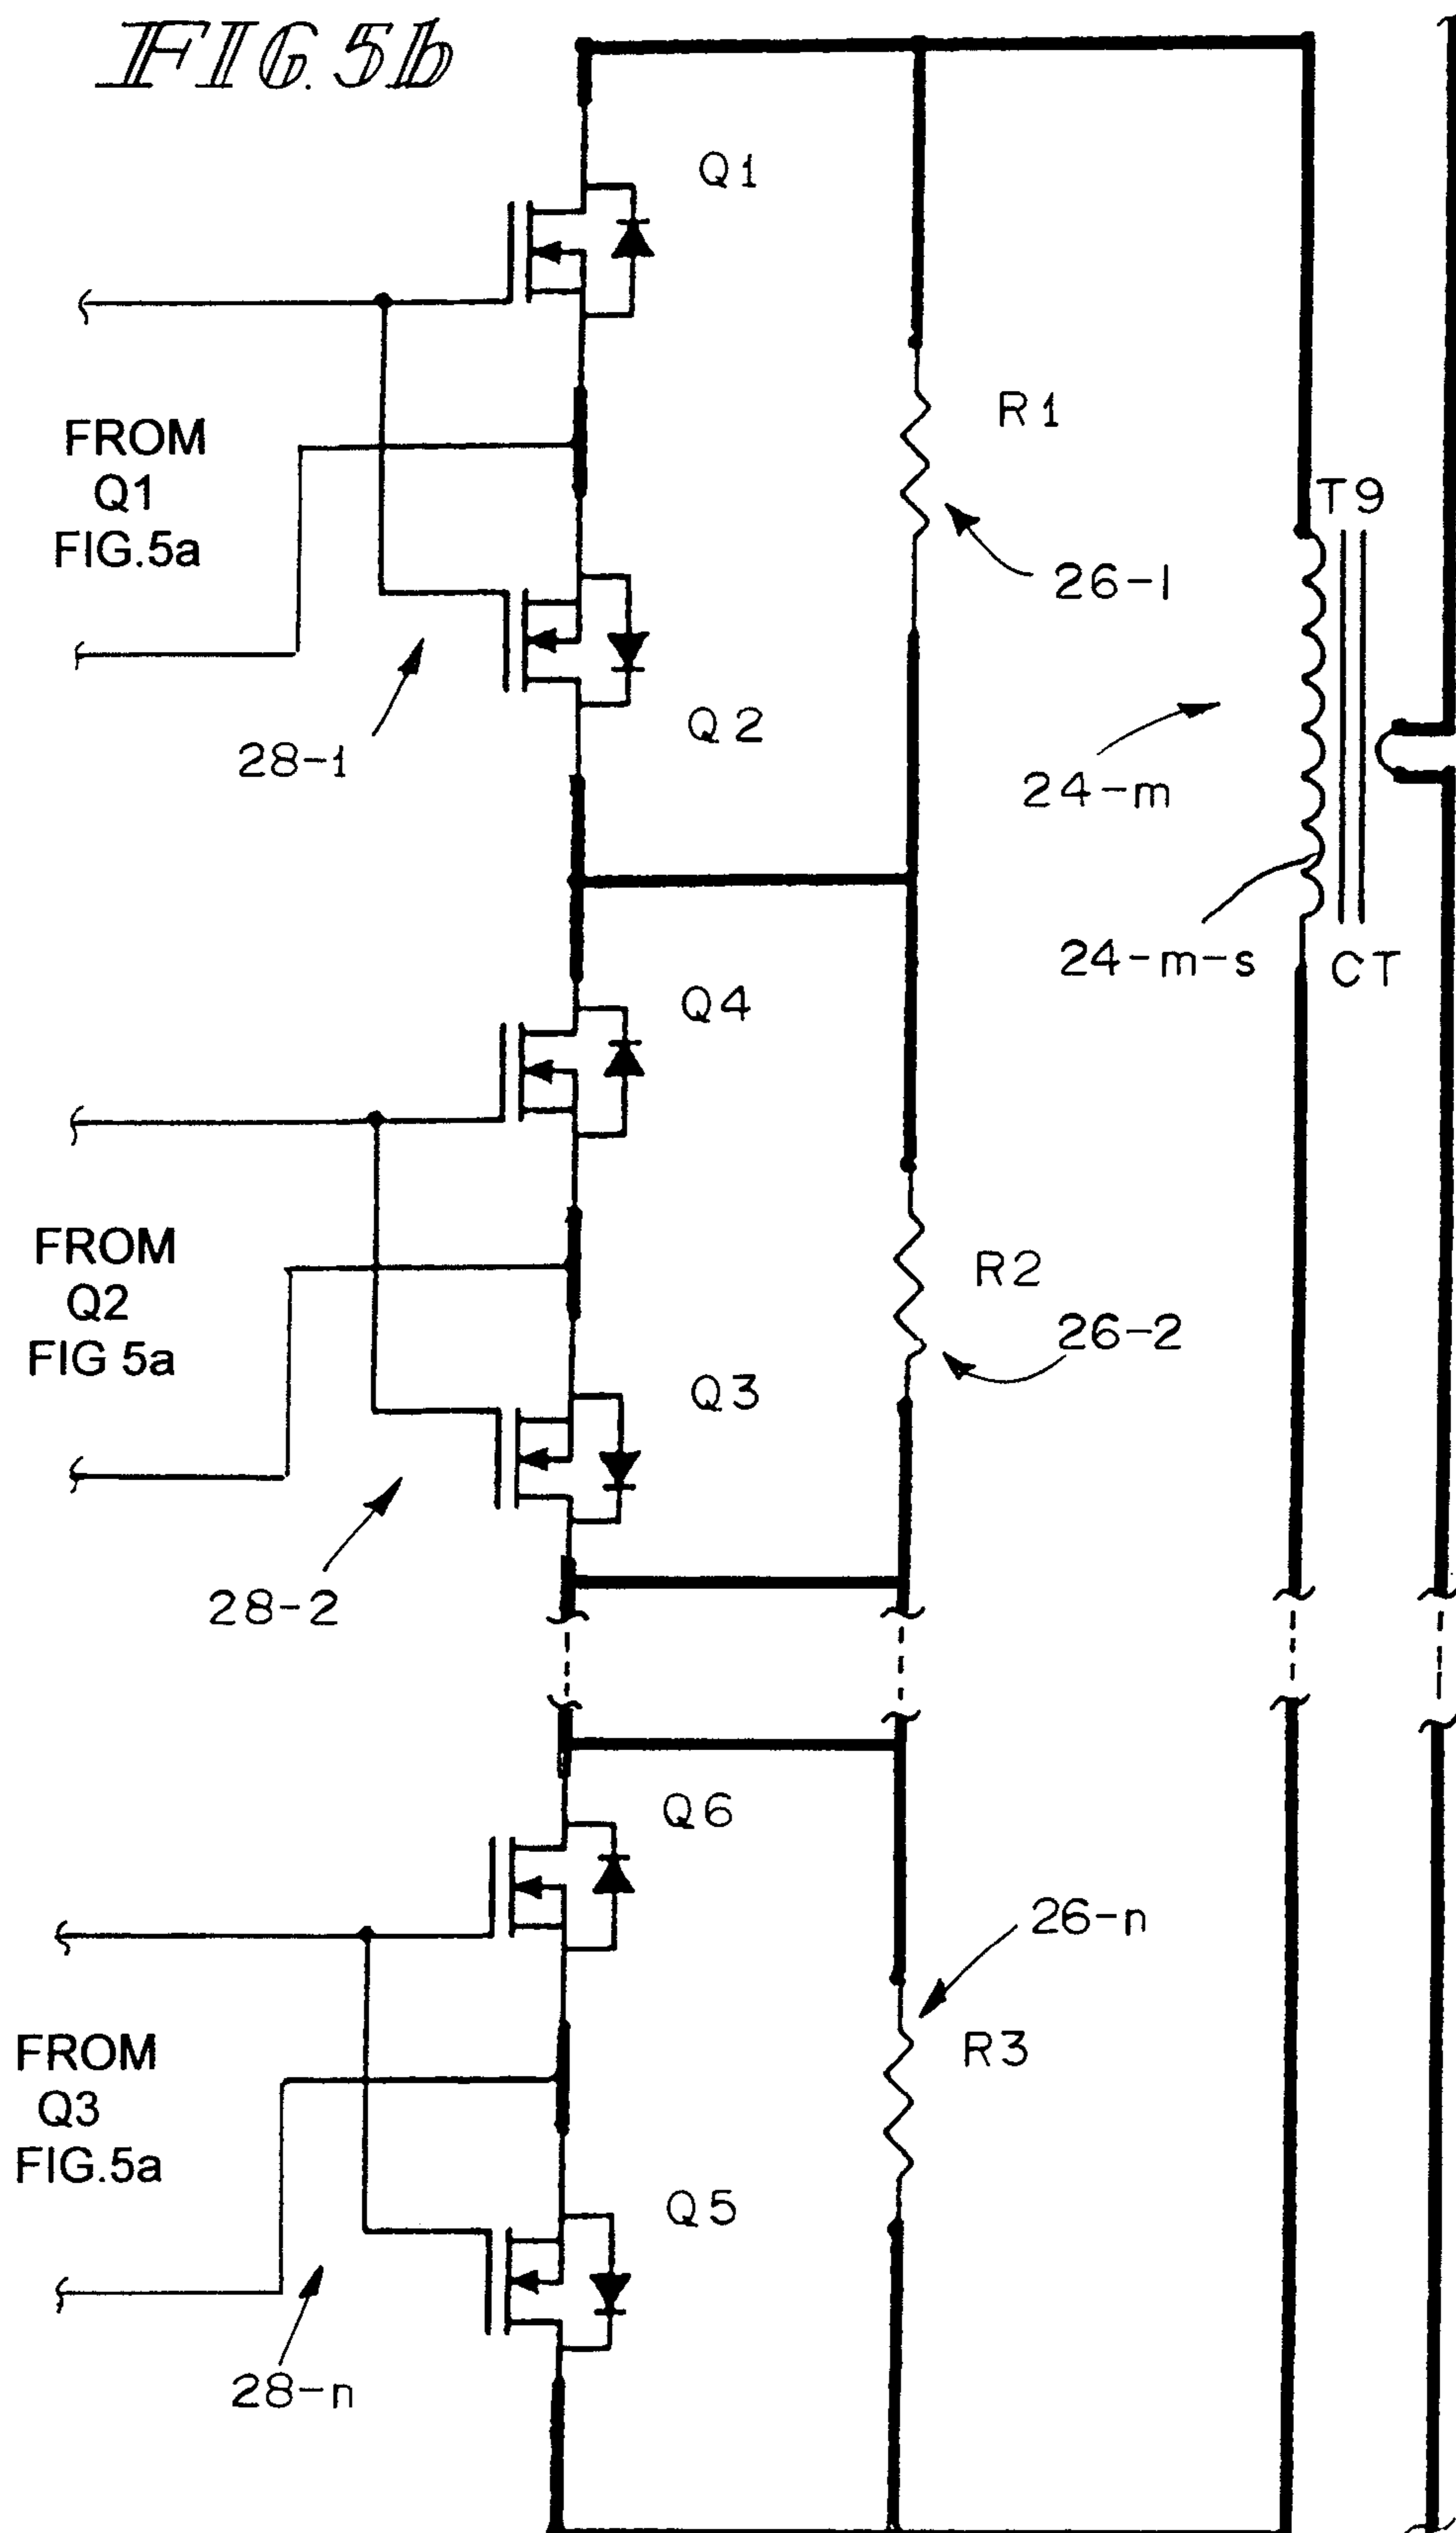 FIG. 5b
Q1
R1
FROM
Q1
FIG.5a
T9
26-1
28-1
Q2
24-m
24-m-s
CT
Q4
FROM
Q2
FIG 5a
R2
26-2
Q3
28-2
Q6
26-n
R3
FROM
Q3
FIG.5a
Q5
28-n